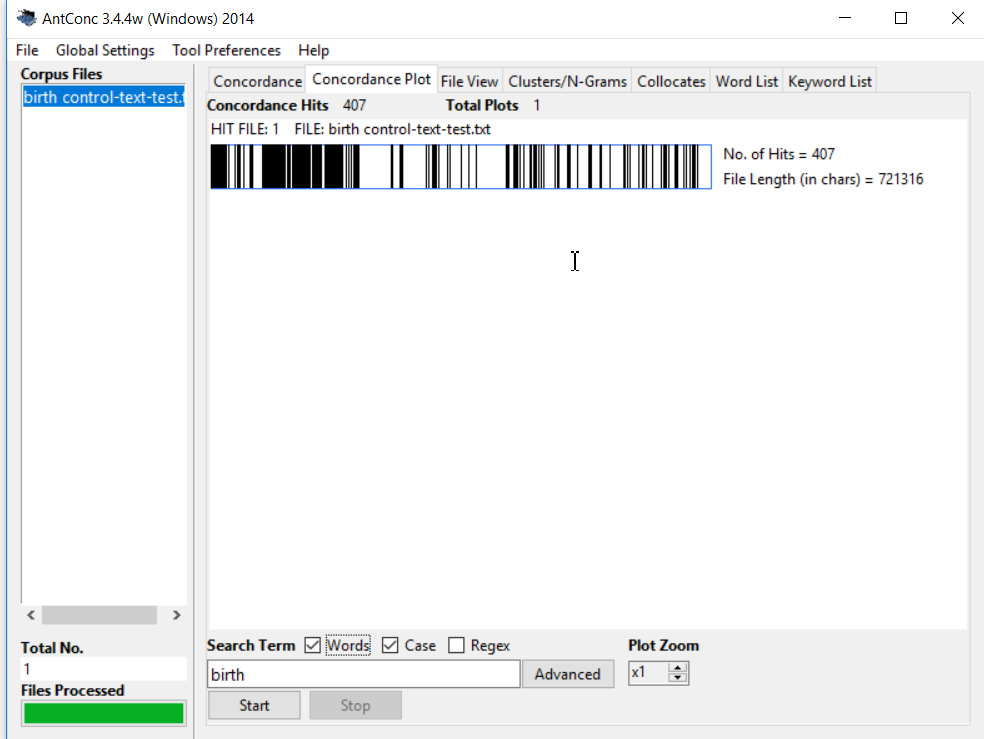 AntConc 3.4.4w (Windows) 2014
File Global Settings Tool Preferences Help
Corpus Files
birth control-text-test.t
Total No.
1
Files Processed
Concordance Concordance Plot File View Clusters/N-Grams Collocates Word List Keyword List
Concordance Hits 407 Total Plots 1
HIT FILE: 1 FILE: birth control-text-test.txt
No. of Hits = 407
File Length (in chars) = 721316
Search Term Words Case Regex Plot Zoom
birth Advanced x1
Start Stop